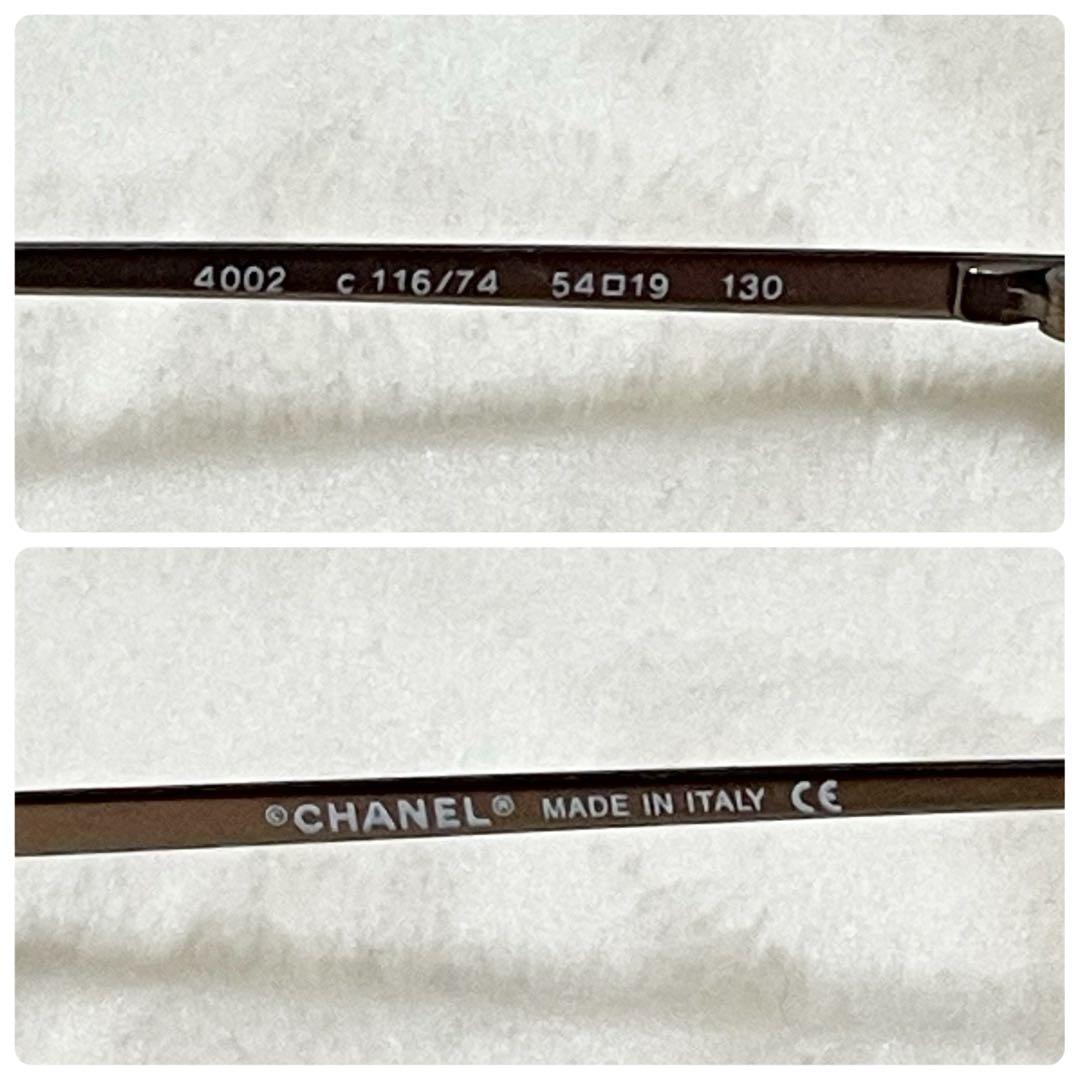 4002 c 116/74 54□19 130
©CHANEL® MADE IN ITALY CE